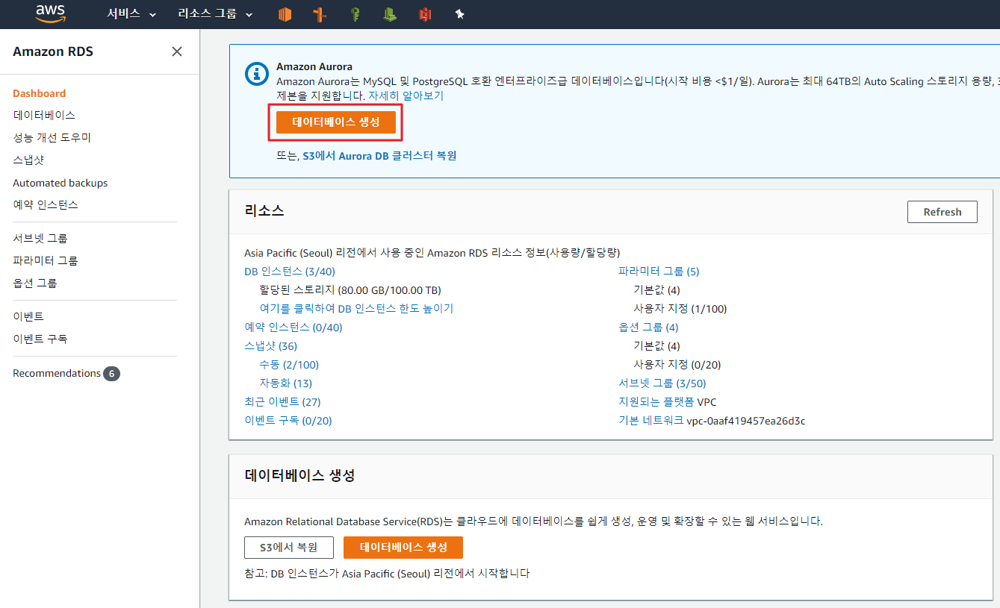 aws 서비스 리소스 그룹
Amazon RDS
Dashboard
데이터베이스
성능 개선 도우미
스냅샷
Automated backups
예약 인스턴스
서브넷 그룹
파라미터 그룹
옵션 그룹
이벤트
이벤트 구독
Recommendations 6
Amazon Aurora
Amazon Aurora는 MySQL 및 PostgreSQL 호환 엔터프라이즈급 데이터베이스입니다(시작 비용 <$1/일). Aurora는 최대 64TB의 Auto Scaling 스토리지 용량,
제본을 지원합니다. 자세히 알아보기
데이터베이스 생성
또는, S3에서 Aurora DB 클러스터 복원
리소스
Refresh
Asia Pacific (Seoul) 리전에서 사용 중인 Amazon RDS 리소스 정보(사용량/할당량)
DB 인스턴스 (3/40)
할당된 스토리지 (80.00 GB/100.00 TB)
여기를 클릭하여 DB 인스턴스 한도 높이기
예약 인스턴스 (0/40)
스냅샷 (36)
수동 (2/100)
자동화 (13)
최근 이벤트 (27)
이벤트 구독 (0/20)
파라미터 그룹 (5)
기본값 (4)
사용자 지정 (1/100)
옵션 그룹 (4)
기본값 (4)
사용자 지정 (0/20)
서브넷 그룹 (3/50)
지원되는 플랫폼 VPC
기본 네트워크 vpc-0aaf419457ea26d3c
데이터베이스 생성
Amazon Relational Database Service(RDS)는 클라우드에 데이터베이스를 쉽게 생성, 운영 및 확장할 수 있는 웹 서비스입니다.
S3에서 복원
데이터베이스 생성
참고: DB 인스턴스가 Asia Pacific (Seoul) 리전에서 시작합니다